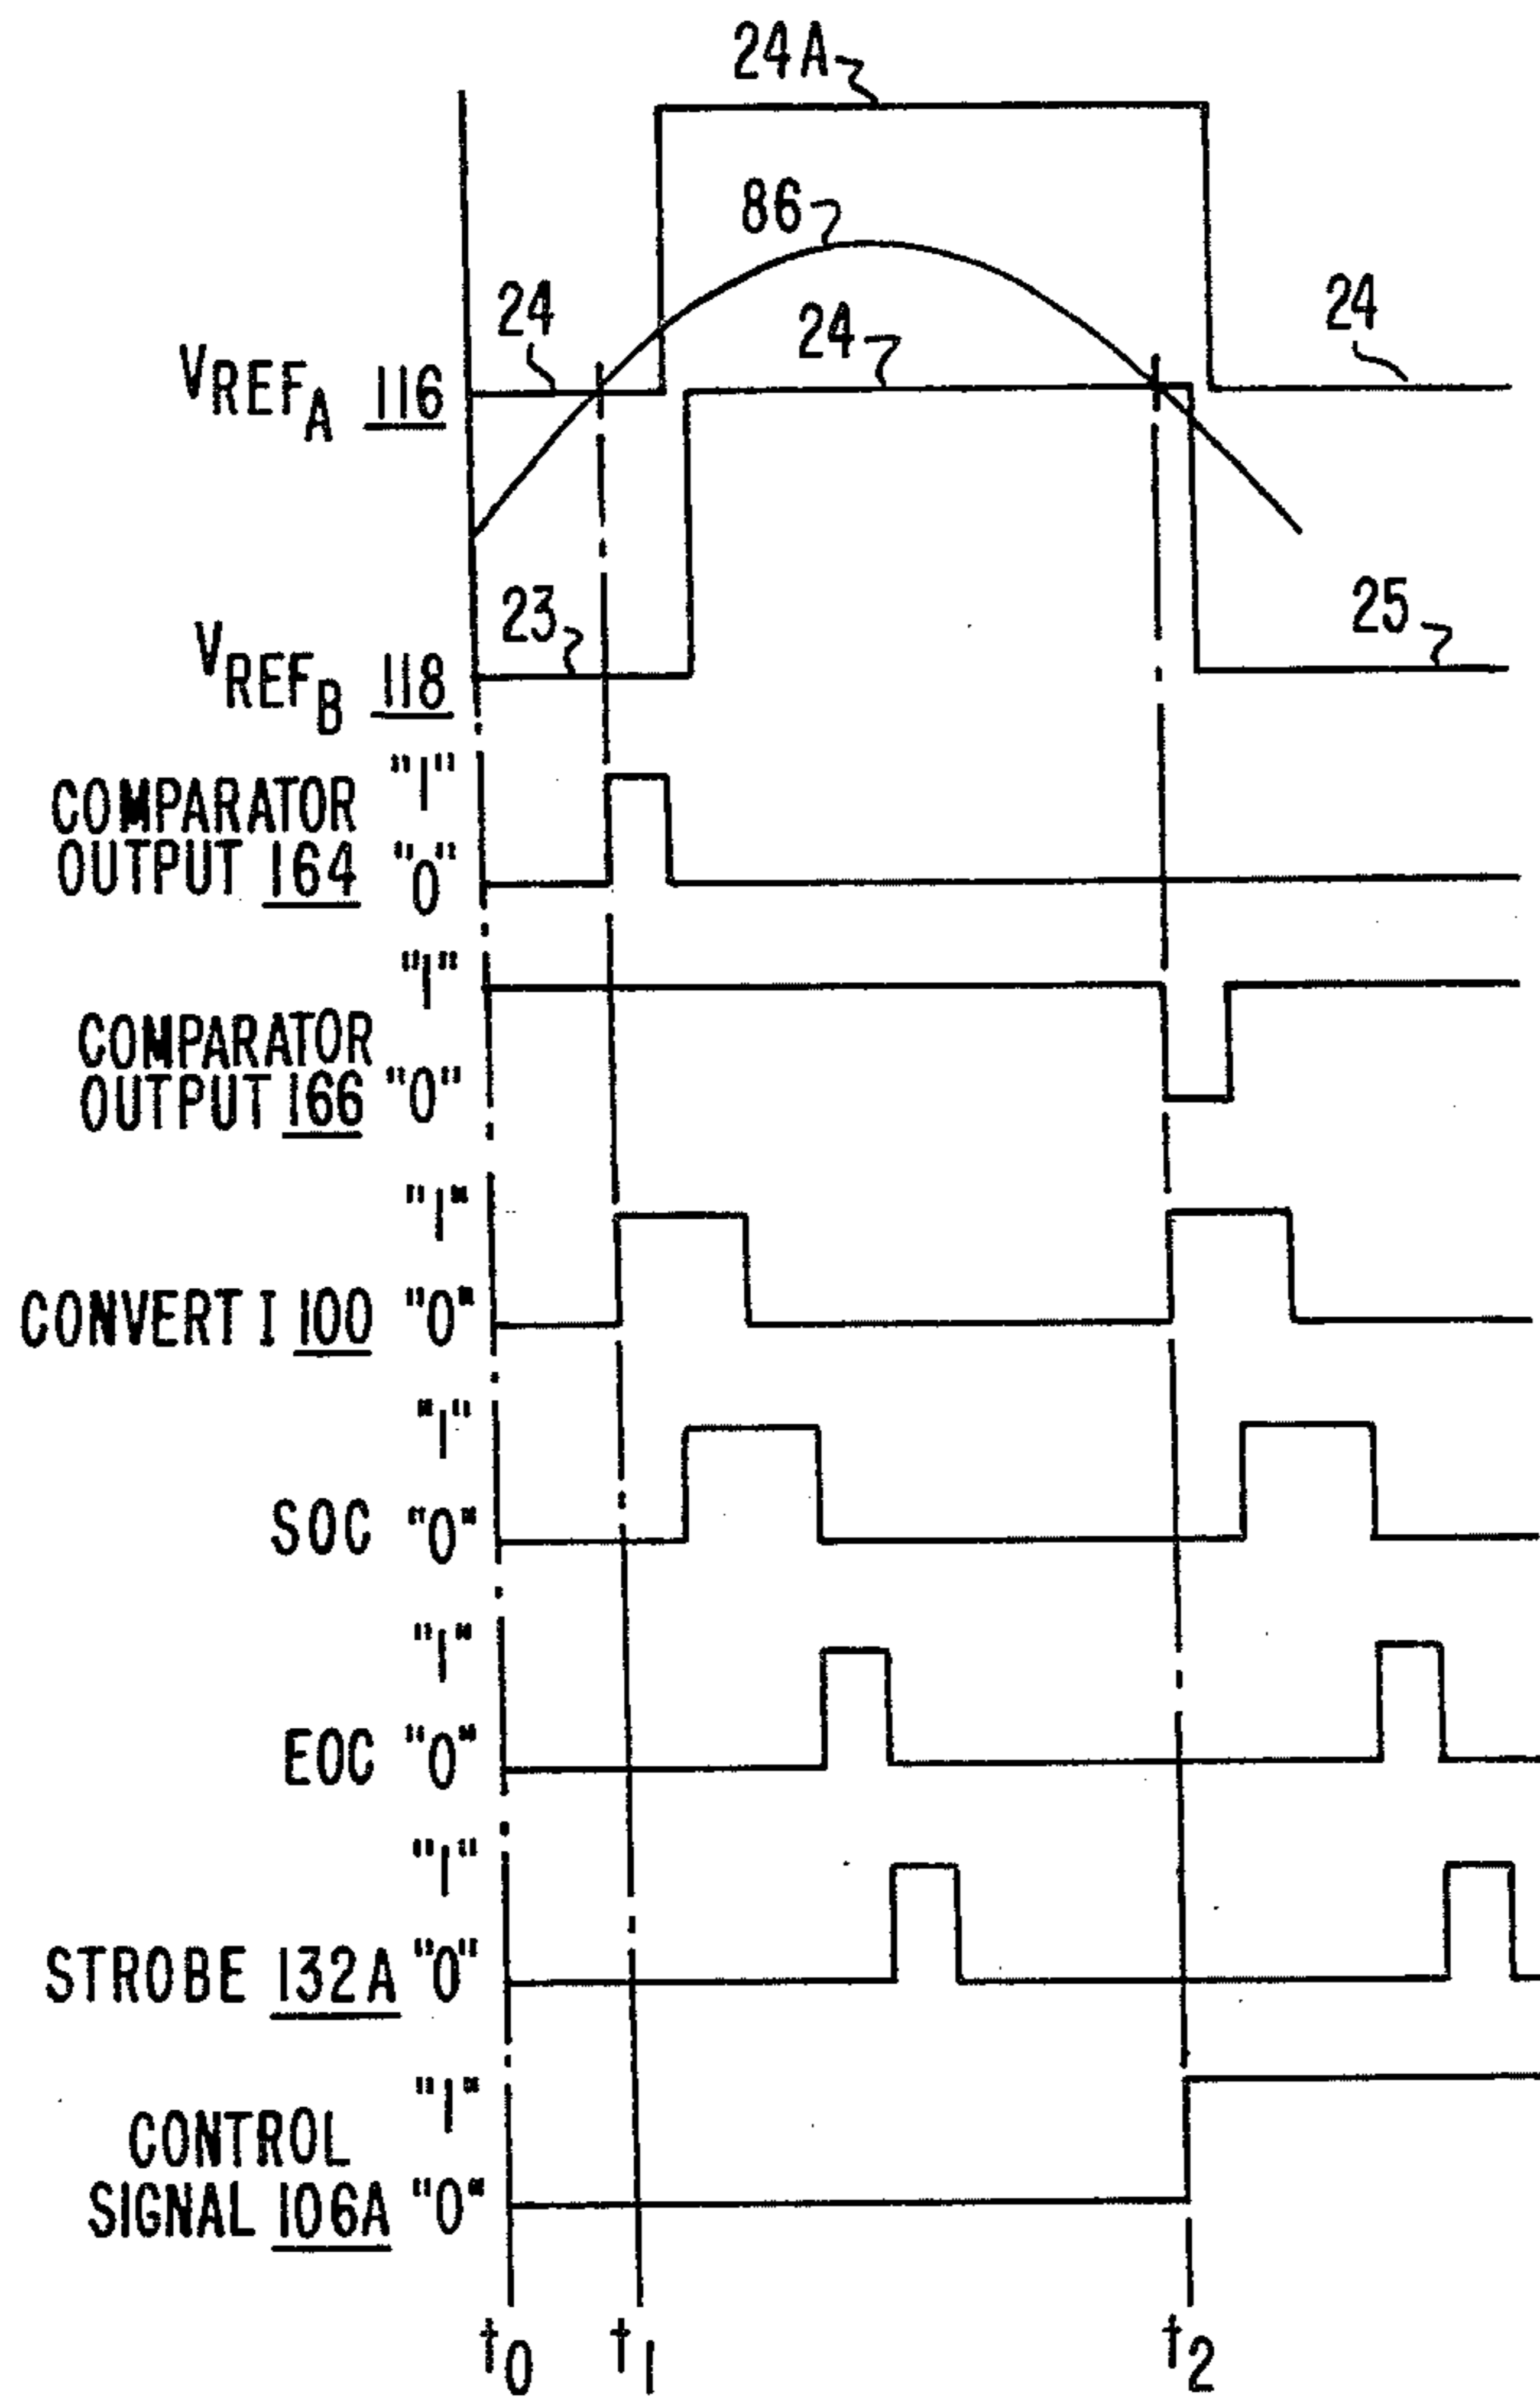 24A
86
24
24
24
V REF A 116
23
25
V REF B 118
"1"
COMPARATOR
OUTPUT 164 "0"
"1"
COMPARATOR
OUTPUT 166 "0"
"1"
CONVERT I 100 "0"
"1"
SOC "0"
"1"
EOC "0"
"1"
STROBE 132A "0"
"1"
CONTROL
SIGNAL 106A "0"
t0 t1 t2